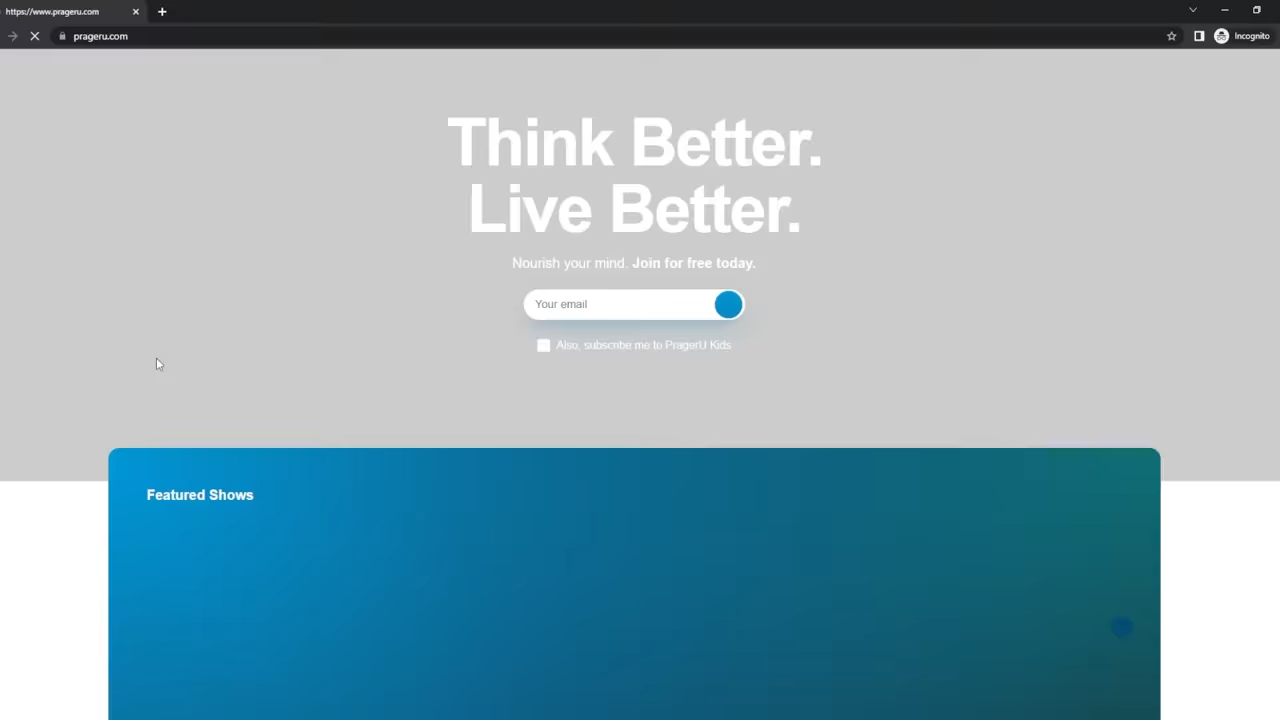 https://www.prageru.com
prageru.com
Incognito
Think Better.
Live Better.
Nourish your mind. Join for free today.
Your email
Also, subscribe me to PragerU Kids
Featured Shows